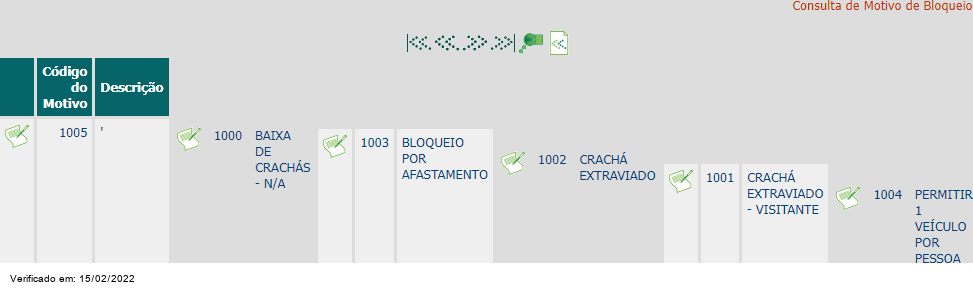 Consulta de Motivo de Bloqueio
Código
do
Motivo
Descrição
1005
'
1000
BAIXA
DE
CRACHÁS
- N/A
1003
BLOQUEIO
POR
AFASTAMENTO
1002
CRACHÁ
EXTRAVIADO
1001
CRACHÁ
EXTRAVIADO
- VISITANTE
1004
PERMITIR
1
VEÍCULO
POR
PESSOA
Verificado em: 15/02/2022